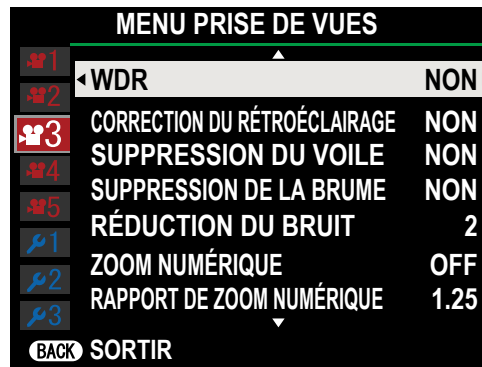 MENU PRISE DE VUES
1
2
3
4
5
1
2
3
WDR NON
CORRECTION DU RÉTROÉCLAIRAGE NON
SUPPRESSION DU VOILE NON
SUPPRESSION DE LA BRUME NON
RÉDUCTION DU BRUIT 2
ZOOM NUMÉRIQUE OFF
RAPPORT DE ZOOM NUMÉRIQUE 1.25
BACK SORTIR